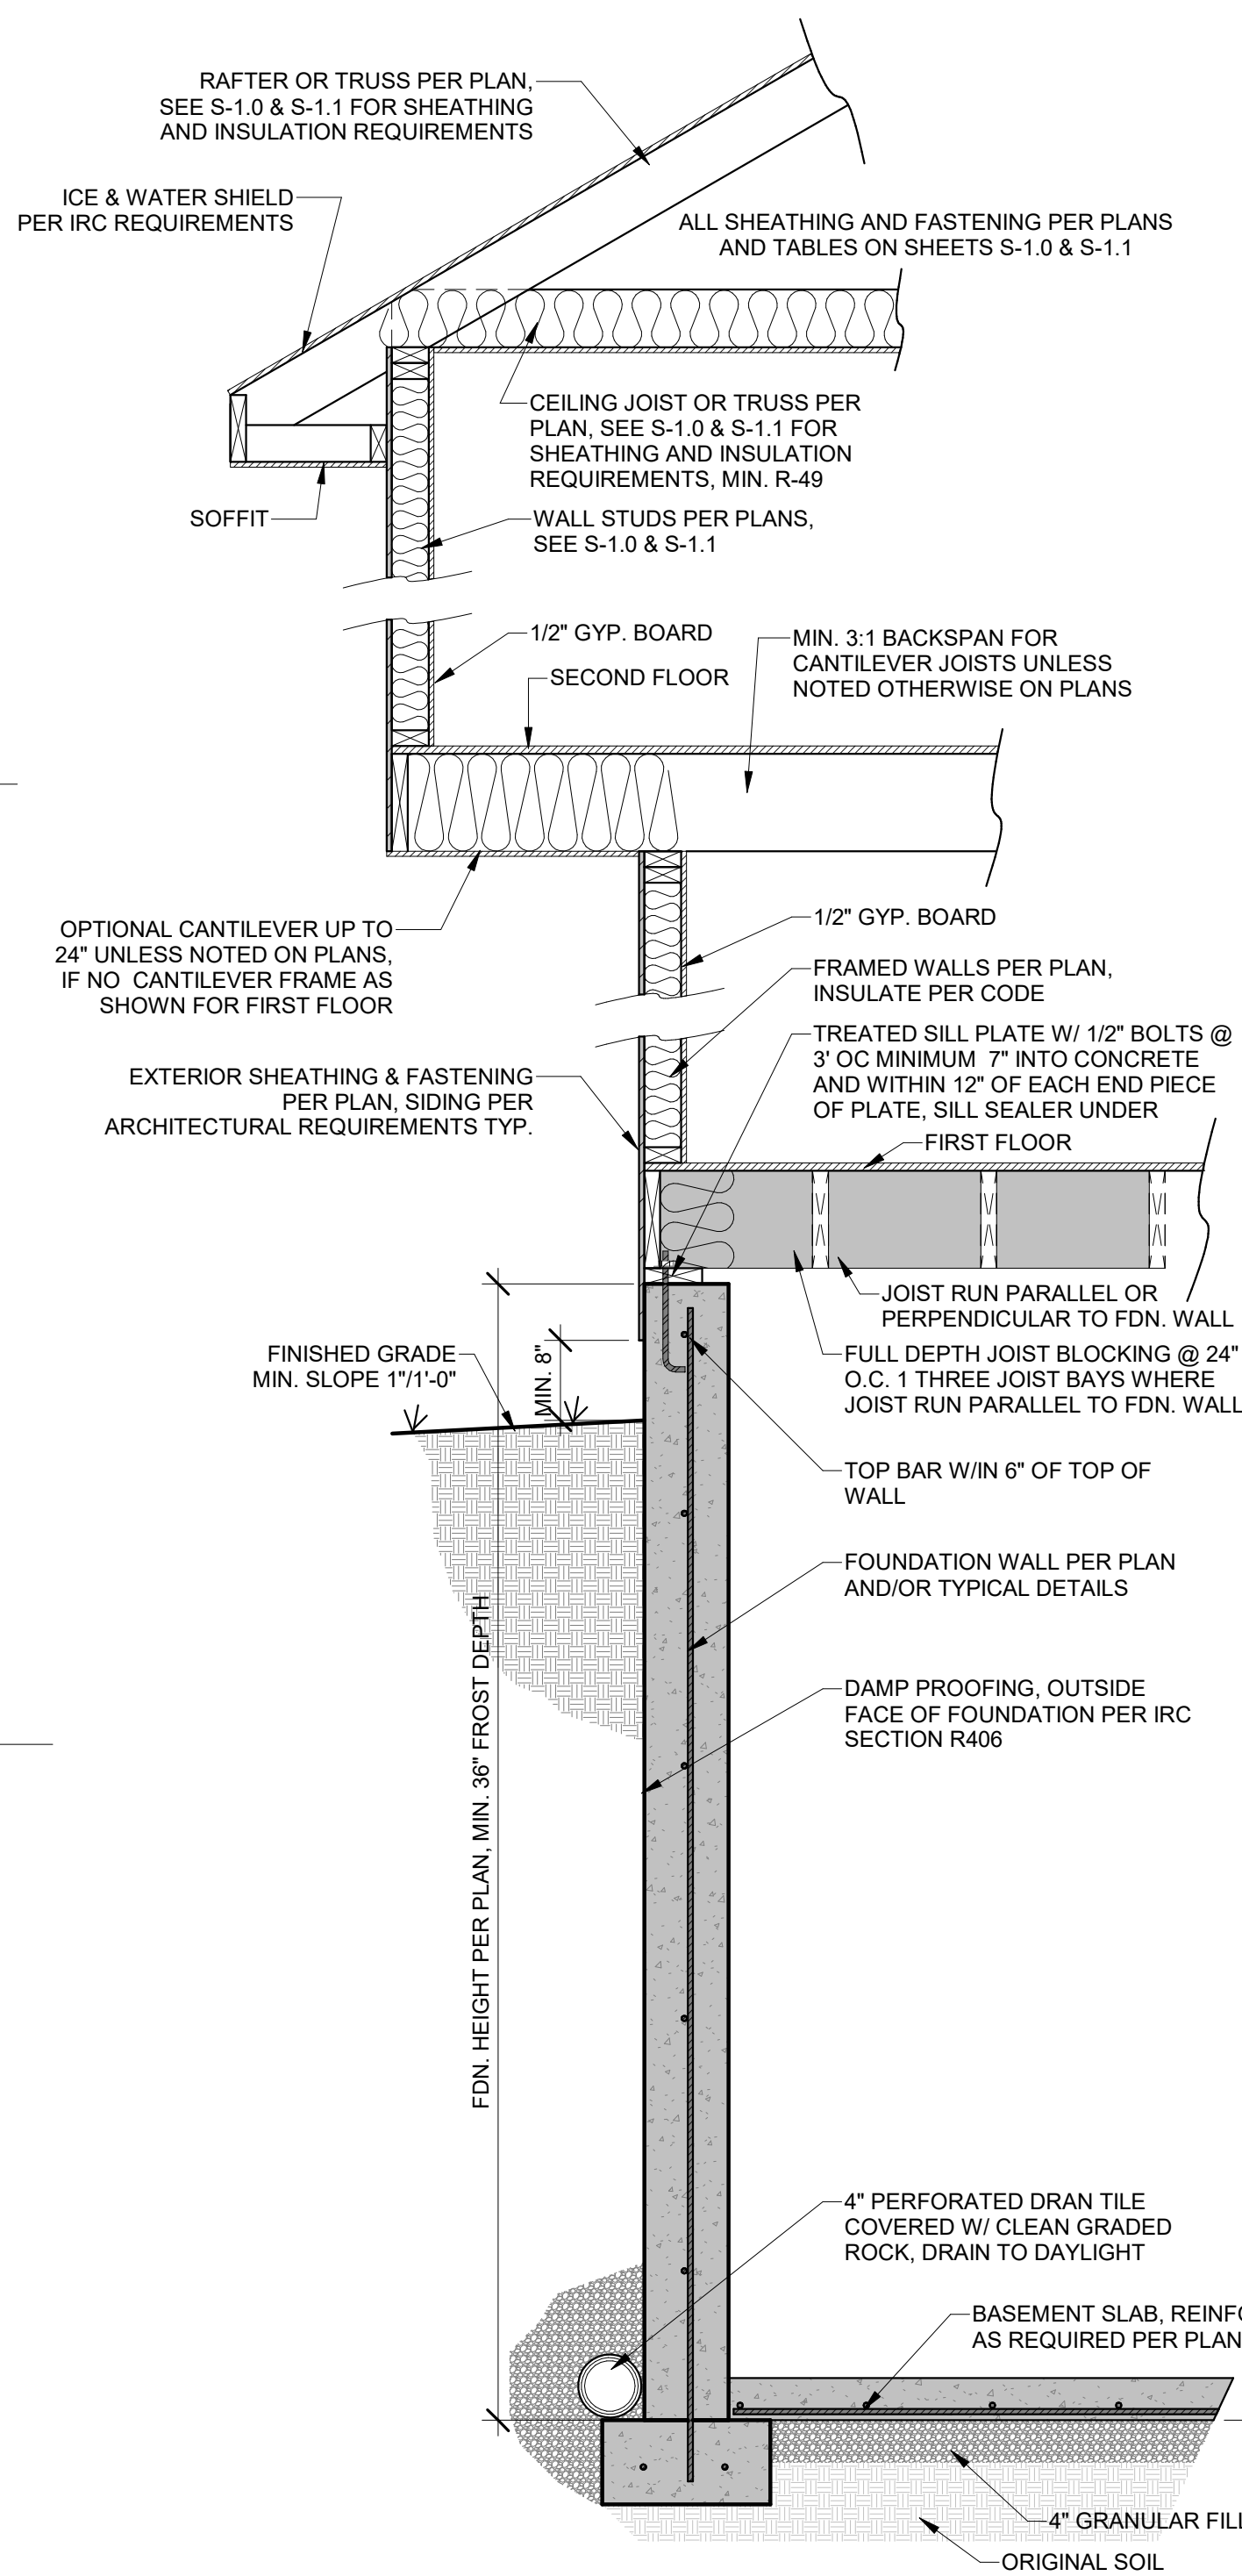 RAFTER OR TRUSS PER PLAN,
SEE S-1.0 & S-1.1 FOR SHEATHING
AND INSULATION REQUIREMENTS
ICE & WATER SHIELD
PER IRC REQUIREMENTS
ALL SHEATHING AND FASTENING PER PLANS
AND TABLES ON SHEETS S-1.0 & S-1.1
CEILING JOIST OR TRUSS PER
PLAN, SEE S-1.0 & S-1.1 FOR
SHEATHING AND INSULATION
REQUIREMENTS, MIN. R-49
SOFFIT
WALL STUDS PER PLANS,
SEE S-1.0 & S-1.1
1/2" GYP. BOARD
SECOND FLOOR
MIN. 3:1 BACKSPAN FOR
CANTILEVER JOISTS UNLESS
NOTED OTHERWISE ON PLANS
OPTIONAL CANTILEVER UP TO
24" UNLESS NOTED ON PLANS,
IF NO CANTILEVER FRAME AS
SHOWN FOR FIRST FLOOR
1/2" GYP. BOARD
FRAMED WALLS PER PLAN,
INSULATE PER CODE
TREATED SILL PLATE W/ 1/2" BOLTS @
3' OC MINIMUM 7" INTO CONCRETE
AND WITHIN 12" OF EACH END PIECE
OF PLATE, SILL SEALER UNDER
EXTERIOR SHEATHING & FASTENING
PER PLAN, SIDING PER
ARCHITECTURAL REQUIREMENTS TYP.
FIRST FLOOR
JOIST RUN PARALLEL OR
PERPENDICULAR TO FDN. WALL
FINISHED GRADE
MIN. SLOPE 1"/1'-0"
MIN. 8"
FULL DEPTH JOIST BLOCKING @ 24"
O.C. 1 THREE JOIST BAYS WHERE
JOIST RUN PARALLEL TO FDN. WALL
TOP BAR W/IN 6" OF TOP OF
WALL
FOUNDATION WALL PER PLAN
AND/OR TYPICAL DETAILS
DAMP PROOFING, OUTSIDE
FACE OF FOUNDATION PER IRC
SECTION R406
FDN. HEIGHT PER PLAN, MIN. 36" FROST DEPTH
4" PERFORATED DRAN TILE
COVERED W/ CLEAN GRADED
ROCK, DRAIN TO DAYLIGHT
BASEMENT SLAB,
AS REQUIRED PER PLAN
4" GRANULAR FILL
ORIGINAL SOIL